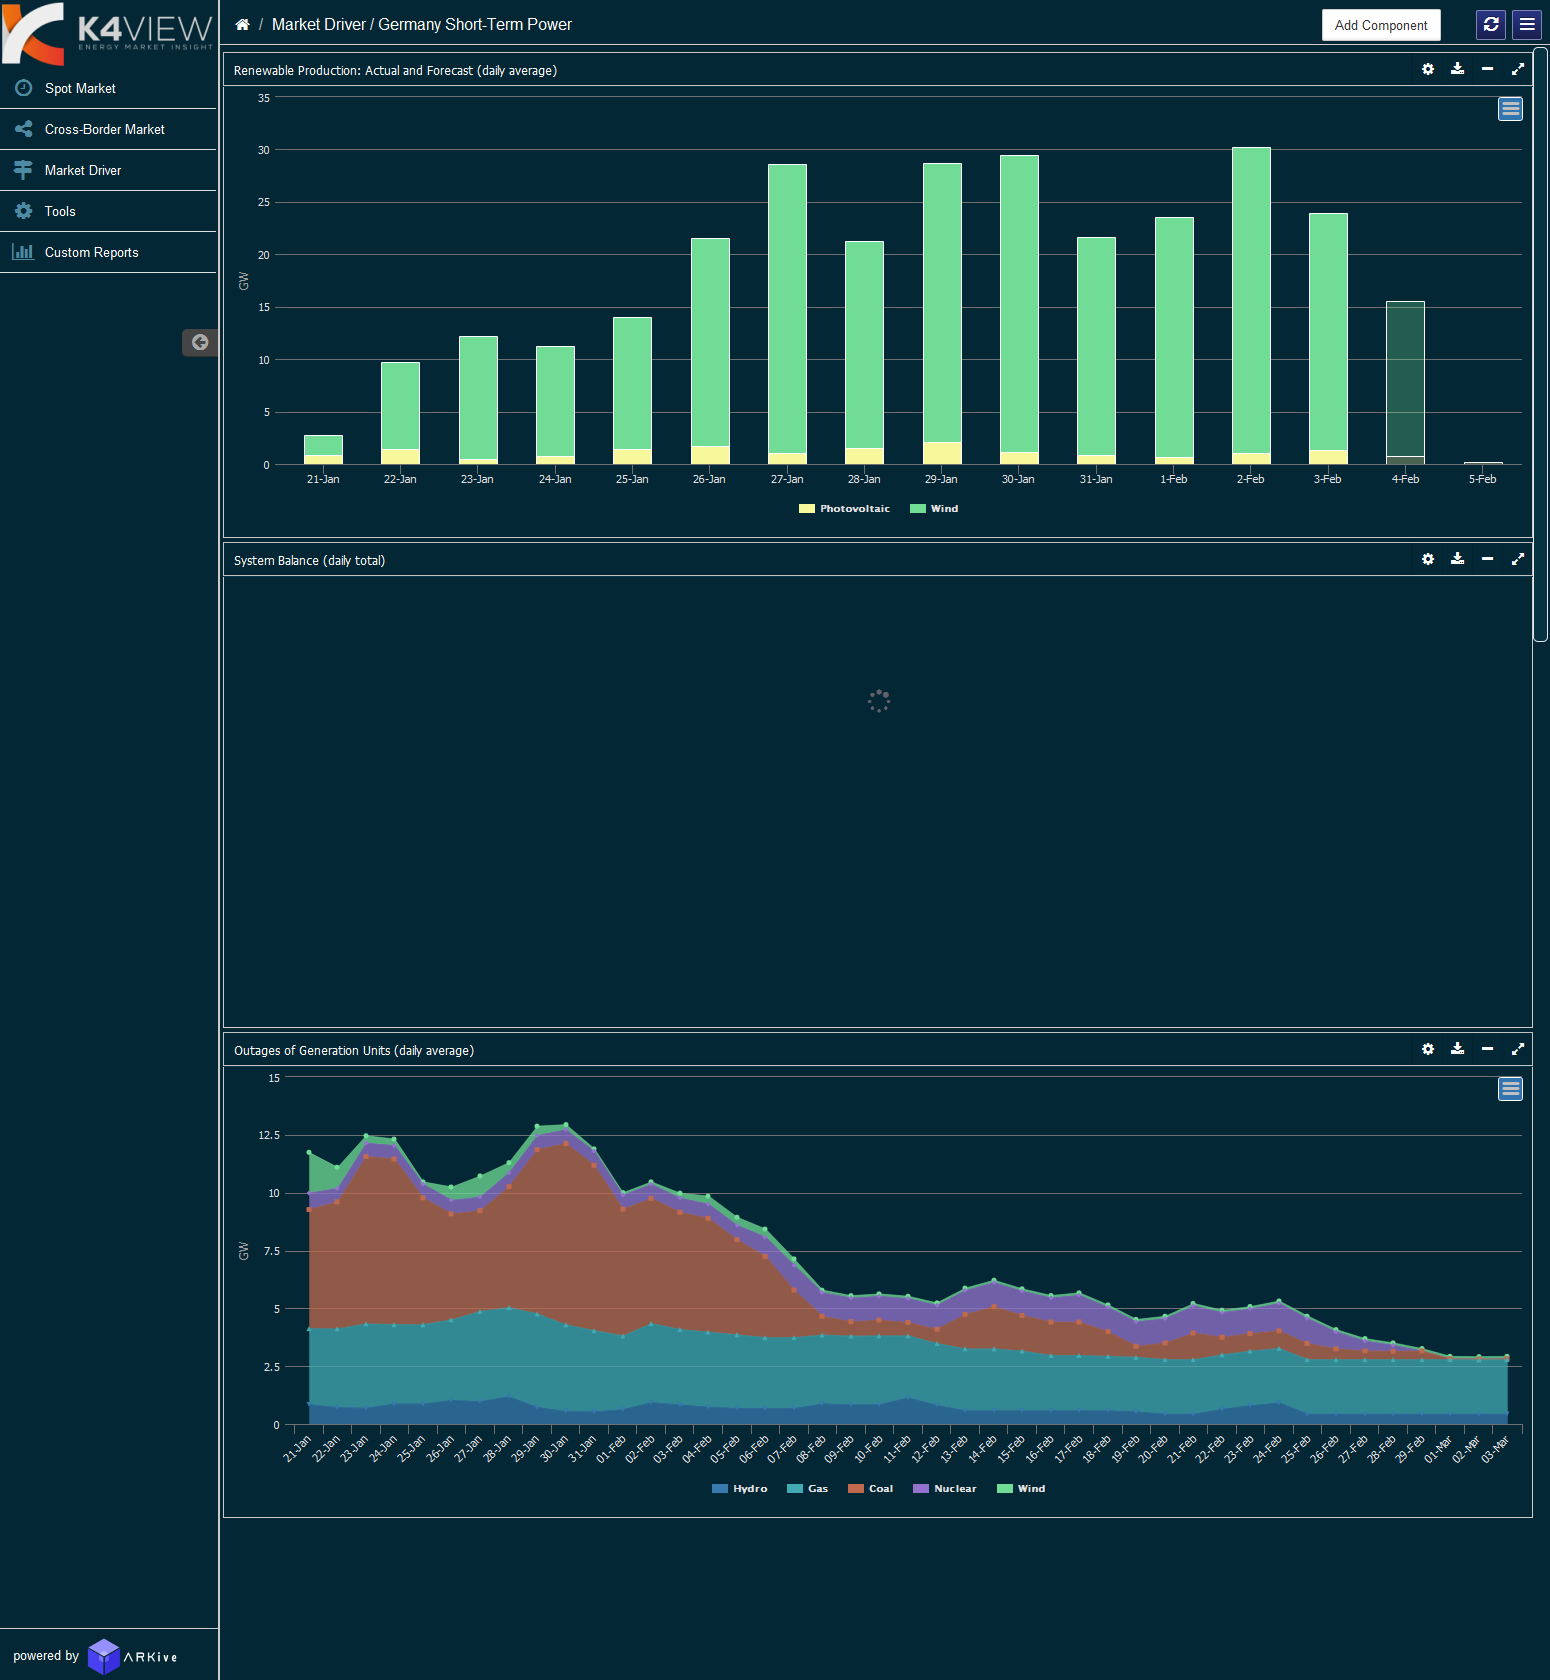 K4VIEW
ENERGY MARKET INSIGHT
/ Market Driver / Germany Short-Term Power
Add Component
Spot Market
Cross-Border Market
Market Driver
Tools
Custom Reports
Renewable Production: Actual and Forecast (daily average)
35
30
25
20
15
10
5
0
GW
21-Jan 22-Jan 23-Jan 24-Jan 25-Jan 26-Jan 27-Jan 28-Jan 29-Jan 30-Jan 31-Jan 1-Feb 2-Feb 3-Feb 4-Feb 5-Feb
Photovoltaic Wind
System Balance (daily total)
Outages of Generation Units (daily average)
15
12.5
10
7.5
5
2.5
0
GW
21-Jan 22-Jan 23-Jan 24-Jan 25-Jan 26-Jan 27-Jan 28-Jan 29-Jan 30-Jan 31-Jan 01-Feb 02-Feb 03-Feb 04-Feb 05-Feb 06-Feb 07-Feb 08-Feb 09-Feb 10-Feb 11-Feb 12-Feb 13-Feb 14-Feb 15-Feb 16-Feb 17-Feb 18-Feb 19-Feb 20-Feb 21-Feb 22-Feb 23-Feb 24-Feb 25-Feb 26-Feb 27-Feb 28-Feb 29-Feb 01-Mar 02-Mar 03-Mar
Hydro Gas Coal Nuclear Wind
powered by ARKive